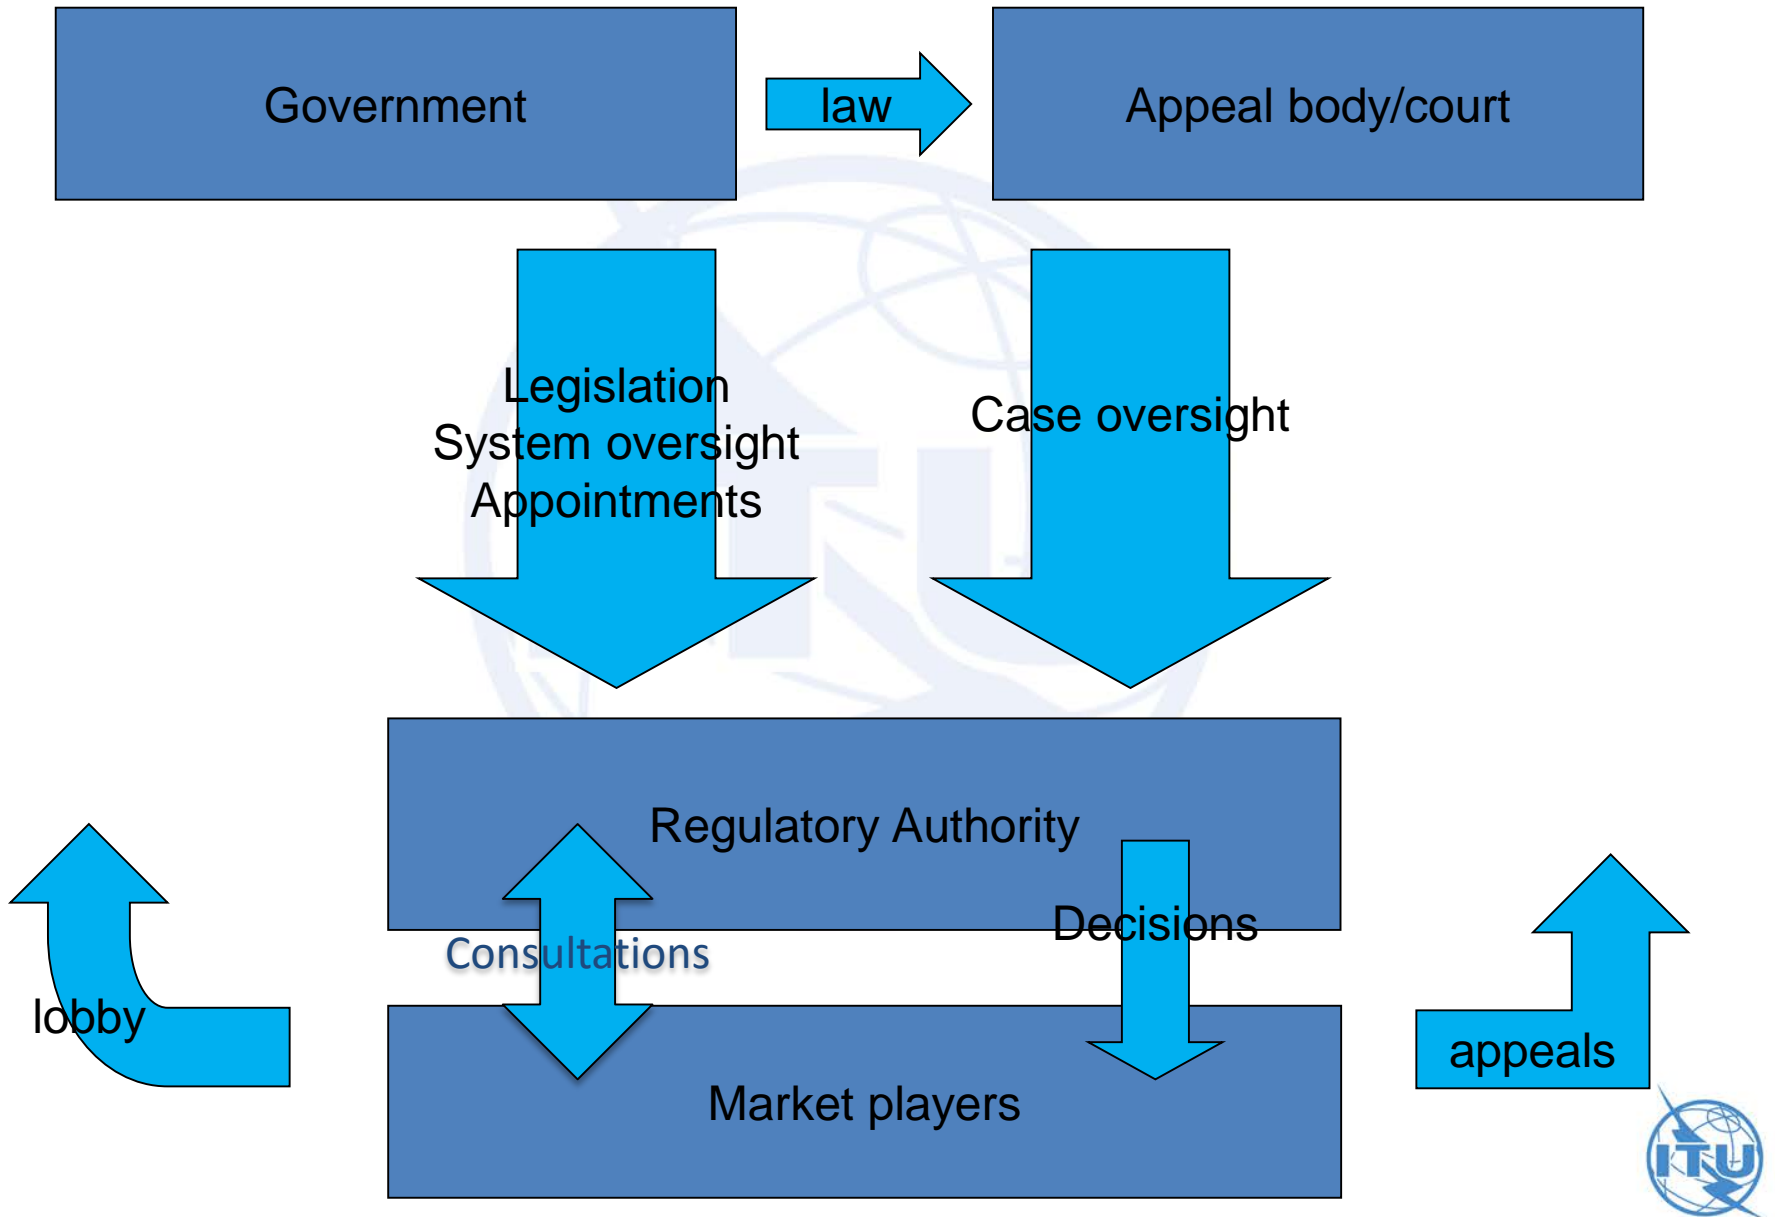 Government
law
Appeal body/court
Legislation
System oversight
Appointments
Case oversight
Regulatory Authority
Decisions
Consultations
lobby
appeals
Market players
ITU